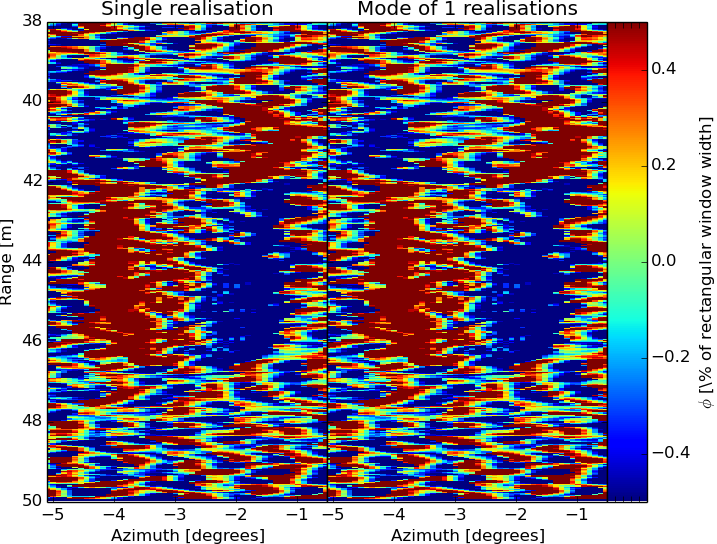 Single realisation
Mode of 1 realisations
38
40
42
44
46
48
50
Range [m]
−5 −4 −3 −2 −1
−5 −4 −3 −2 −1
Azimuth [degrees]
Azimuth [degrees]
0.4
0.2
0.0
−0.2
−0.4
ϕ [\% of rectangular window width]